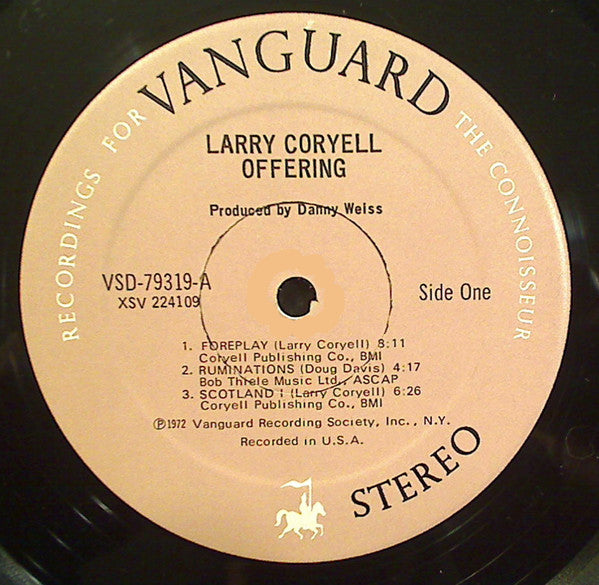 RECORDINGS FOR VANGUARD THE CONNOISSEUR
LARRY CORYELL
OFFERING
Produced by Danny Weiss
VSD-79319-A
XSV 224109
Side One
1. FOREPLAY (Larry Coryell) 8:11
Coryell Publishing Co., BMI
2. RUMINATIONS (Doug Davis) 4:17
Bob Thiele Music Ltd., ASCAP
3. SCOTLAND I (Larry Coryell) 6:26
Coryell Publishing Co., BMI
℗1972 Vanguard Recording Society, Inc., N.Y.
Recorded in U.S.A.
STEREO